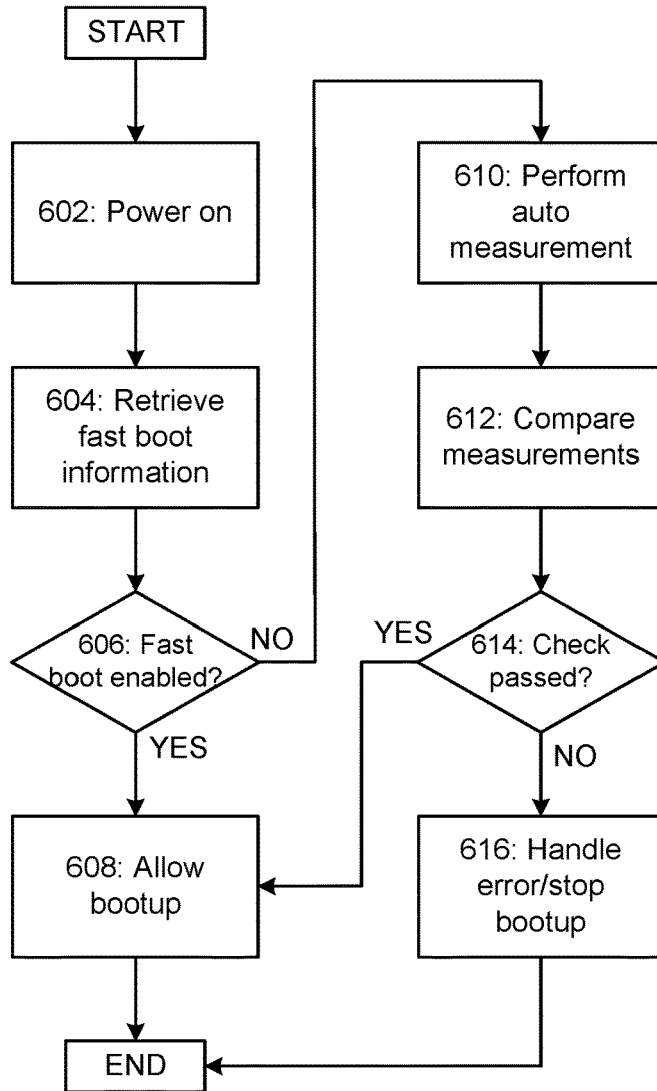 START
602: Power on
604: Retrieve
fast boot
information
606: Fast
boot enabled?
NO
YES
608: Allow
bootup
END
610: Perform
auto
measurement
612: Compare
measurements
614: Check
passed?
YES
NO
616: Handle
error/stop
bootup